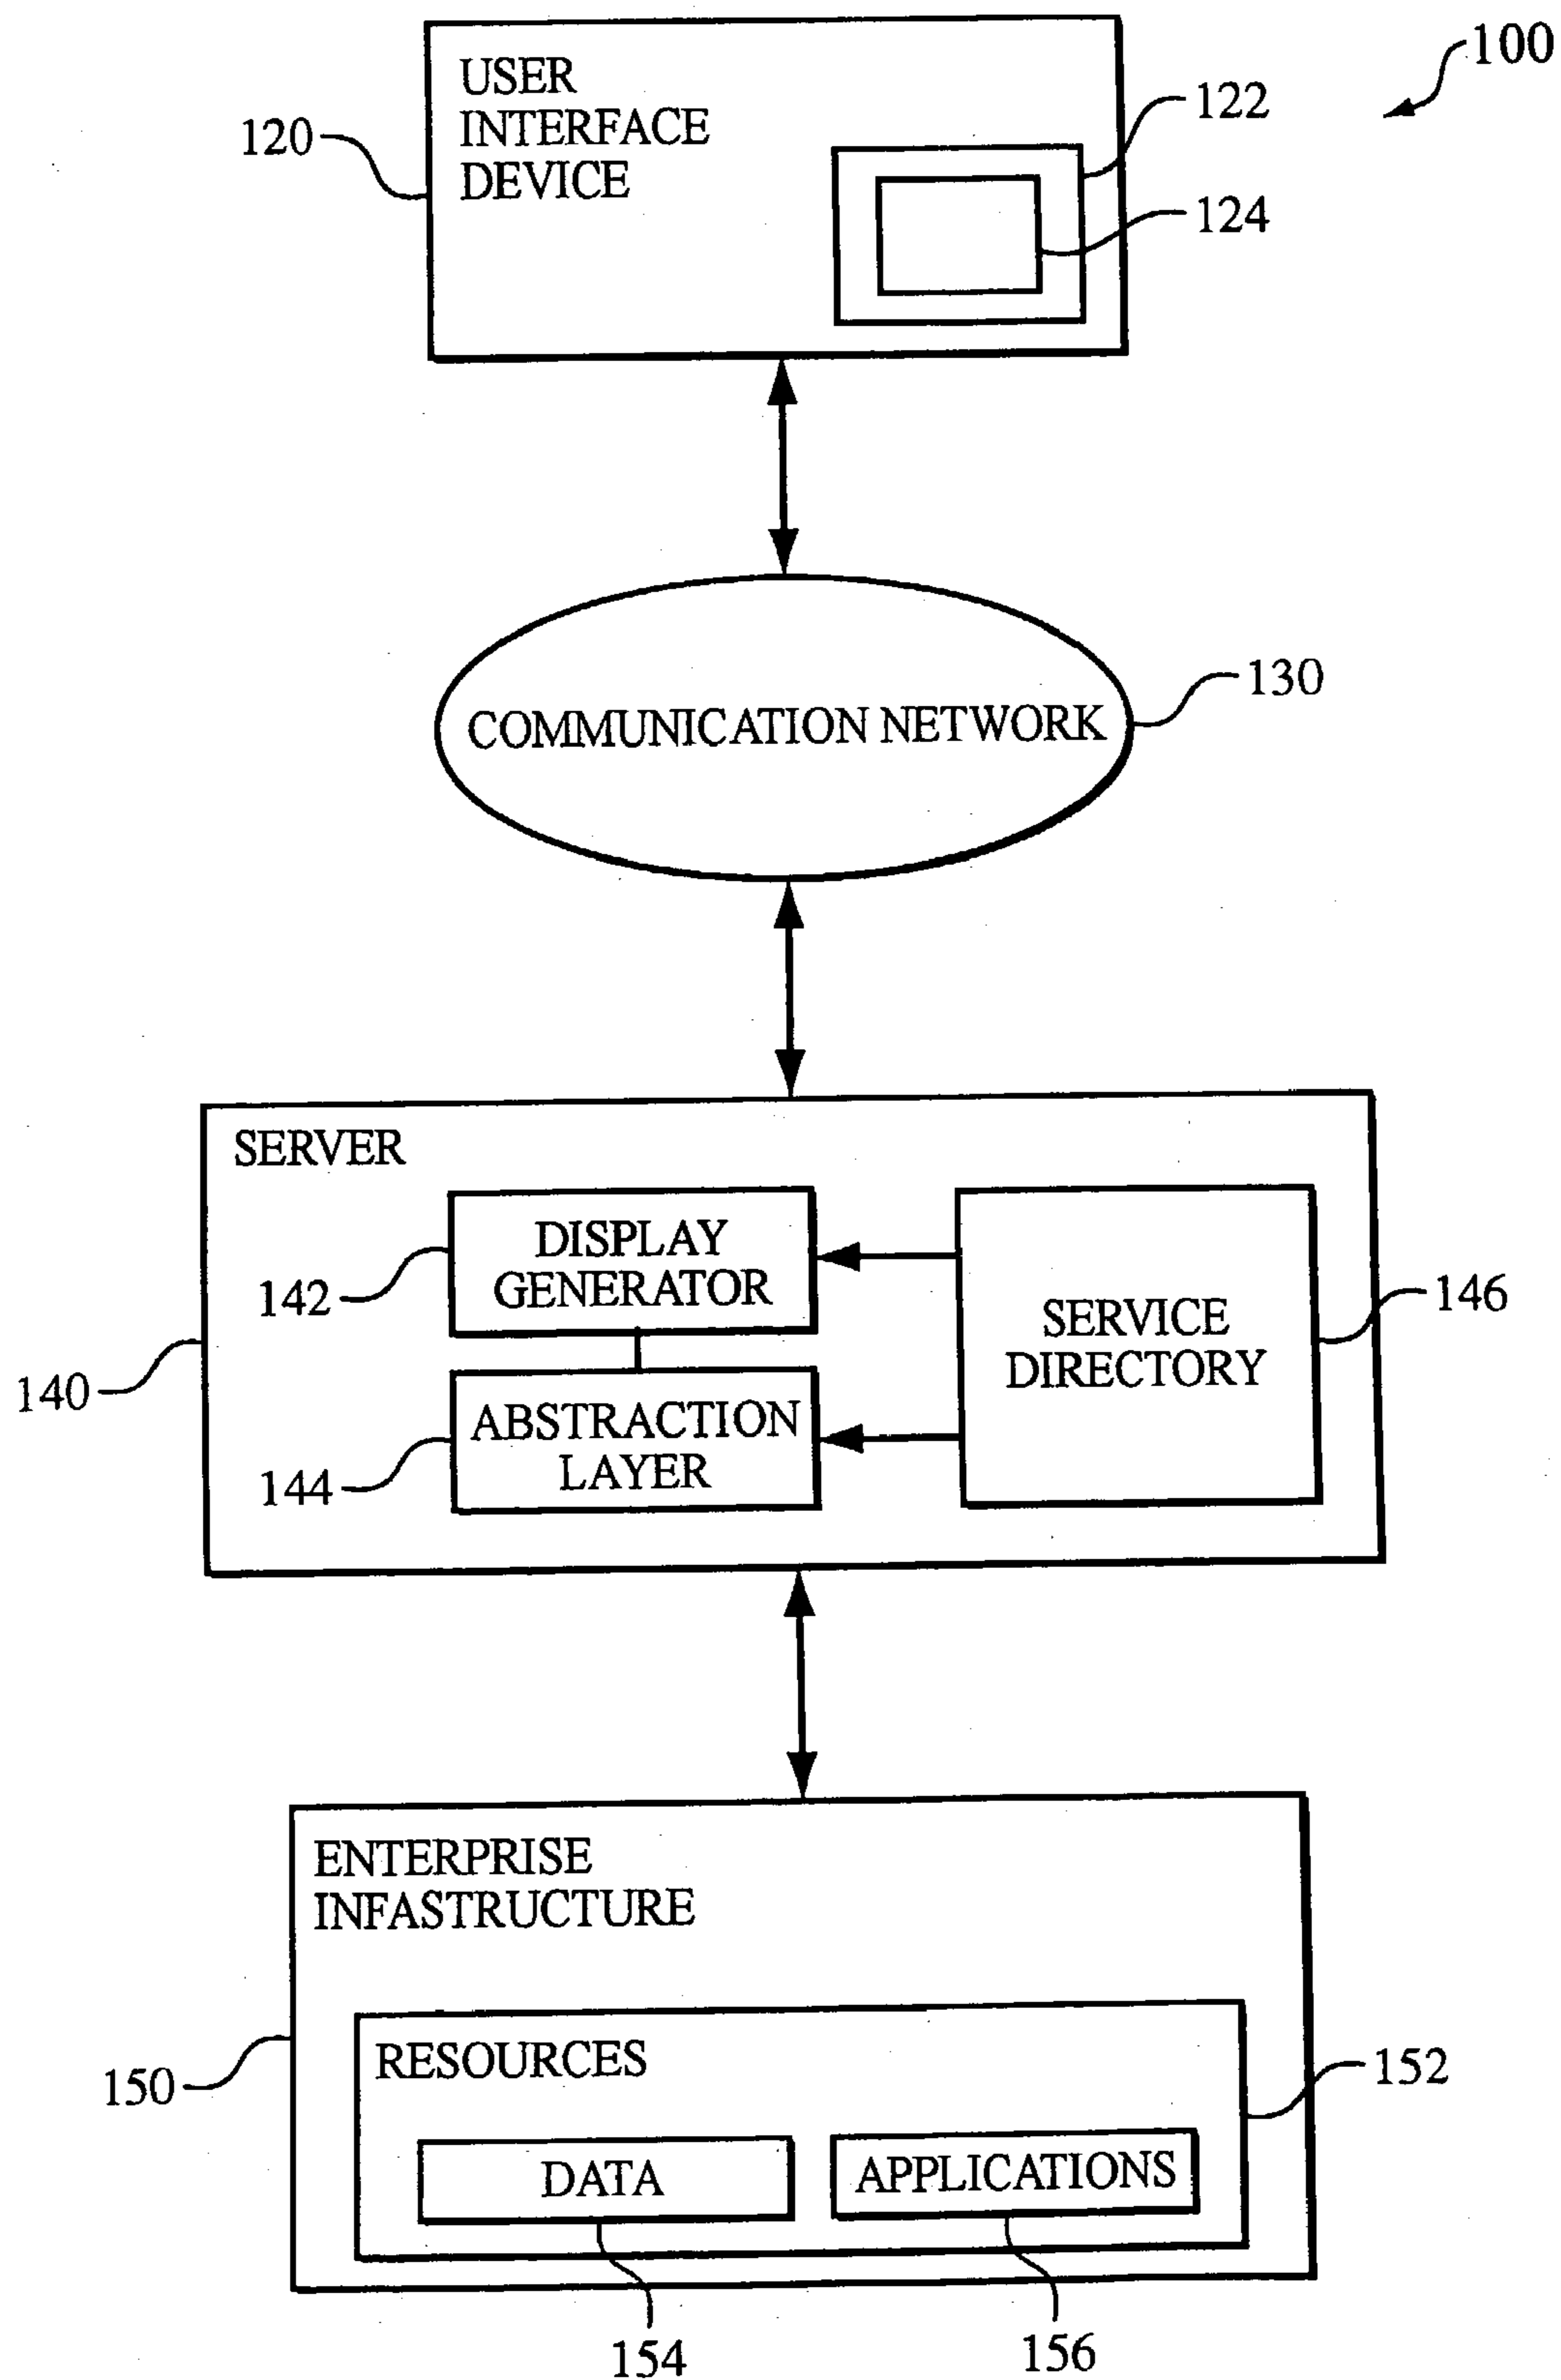 100
USER
INTERFACE
DEVICE
120
122
124
COMMUNICATION NETWORK
130
SERVER
DISPLAY
GENERATOR
142
SERVICE
DIRECTORY
146
140
ABSTRACTION
LAYER
144
ENTERPRISE
INFASTRUCTURE
150
RESOURCES
152
DATA
APPLICATIONS
154
156